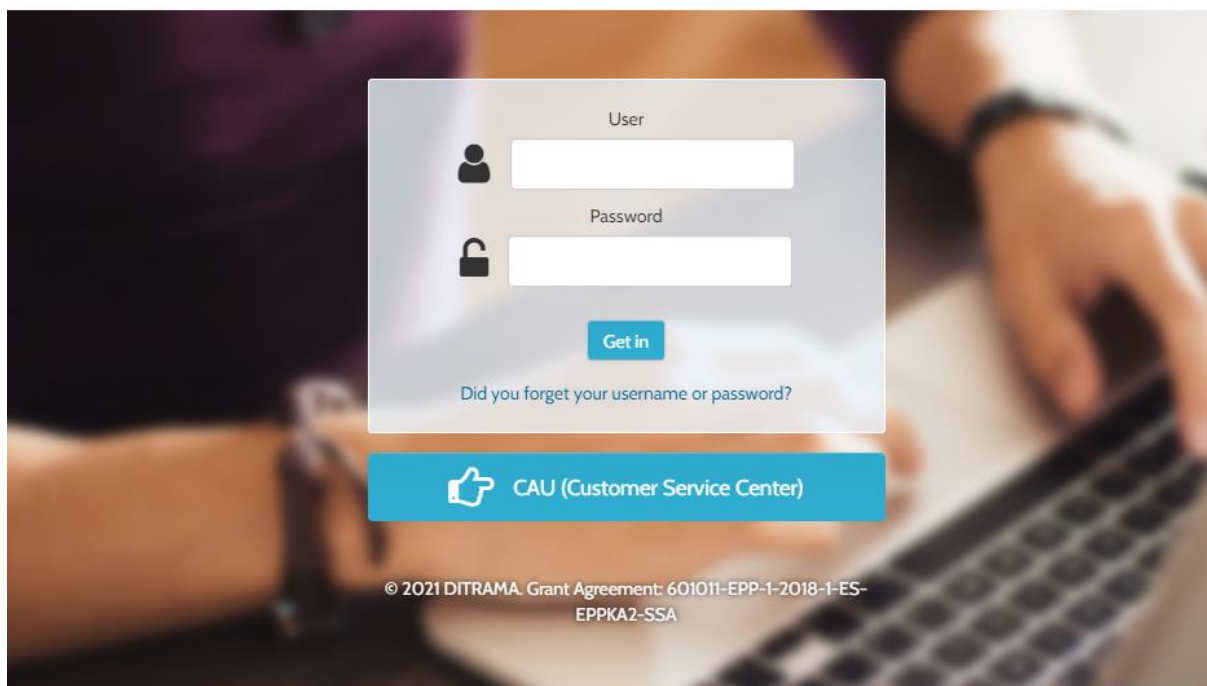 User
Password
Get in
Did you forget your username or password?
CAU (Customer Service Center)
© 2021 DITRAMA. Grant Agreement: 601011-EPP-1-2018-1-ES-
EPPKA2-SSA